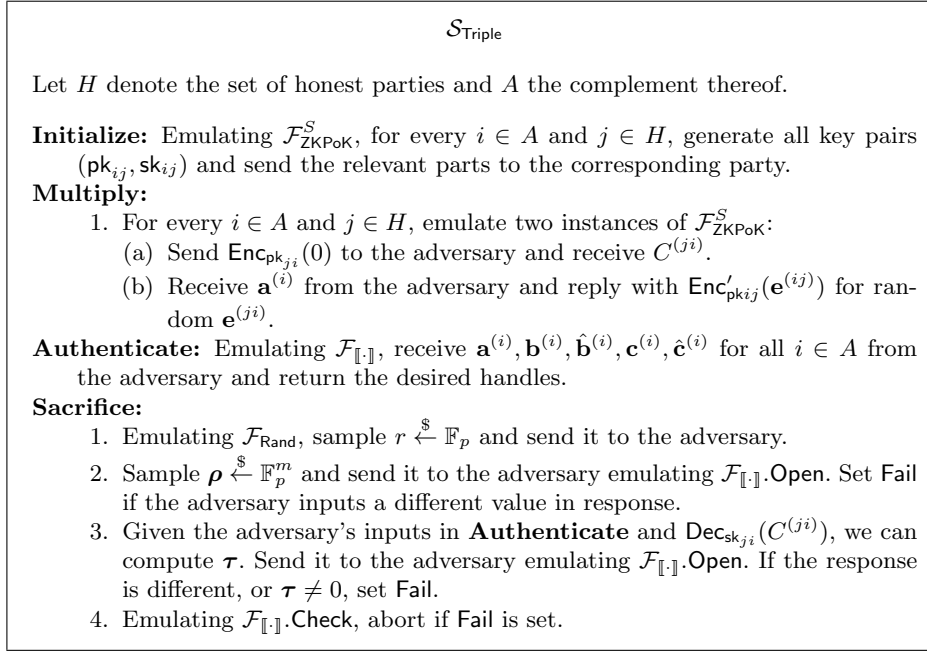 𝒮_Triple
Let H denote the set of honest parties and A the complement thereof.
Initialize: Emulating ℱ^S_ZKPoK, for every i ∈ A and j ∈ H, generate all key pairs
(pk_ij, sk_ij) and send the relevant parts to the corresponding party.
Multiply:
1. For every i ∈ A and j ∈ H, emulate two instances of ℱ^S_ZKPoK:
(a) Send Enc_pk_ji(0) to the adversary and receive C^(ji).
(b) Receive a^(i) from the adversary and reply with Enc′_pkij(e^(ij)) for ran-
dom e^(ji).
Authenticate: Emulating ℱ_⟦·⟧, receive a^(i), b^(i), b̂^(i), c^(i), ĉ^(i) for all i ∈ A from
the adversary and return the desired handles.
Sacrifice:
1. Emulating ℱ_Rand, sample r ←$ 𝔽_p and send it to the adversary.
2. Sample ρ ←$ 𝔽_p^m and send it to the adversary emulating ℱ_⟦·⟧.Open. Set Fail
if the adversary inputs a different value in response.
3. Given the adversary's inputs in Authenticate and Dec_sk_ji(C^(ji)), we can
compute τ. Send it to the adversary emulating ℱ_⟦·⟧.Open. If the response
is different, or τ ≠ 0, set Fail.
4. Emulating ℱ_⟦·⟧.Check, abort if Fail is set.